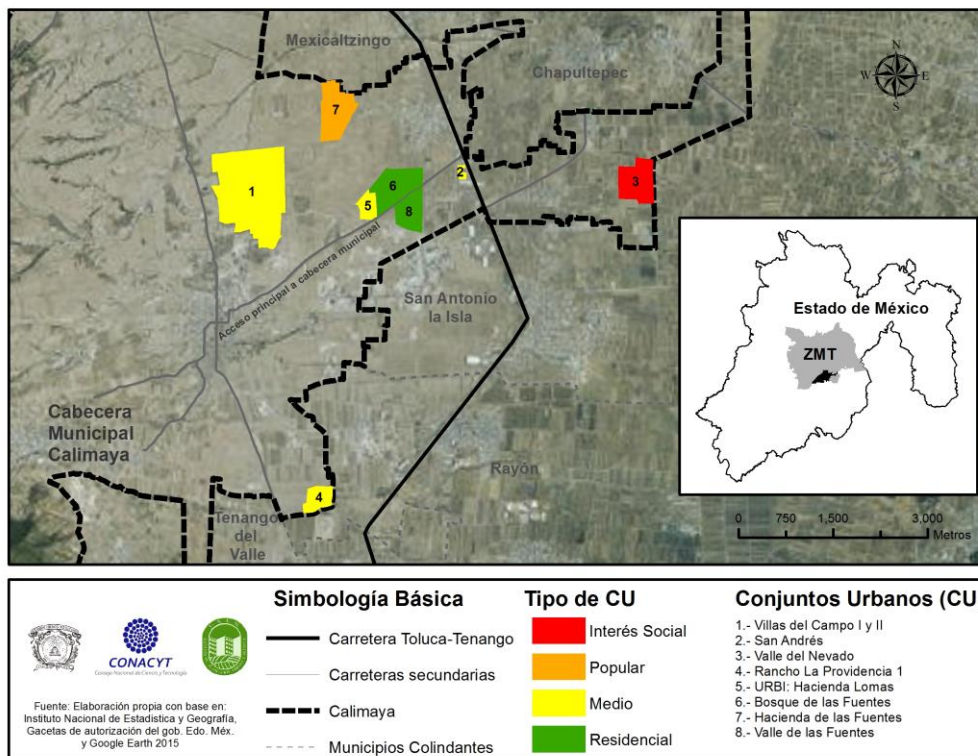 Mexicaltzingo
Chapultepec
N
W E
S
7
1
2
6
3
5
8
Acceso principal a cabecera municipal
San Antonio
la Isla
Estado de México
ZMT
Cabecera
Municipal
Calimaya
Rayón
4
Tenango
del
Valle
0 750 1,500 3,000
Metros
Simbología Básica
Carretera Toluca-Tenango
Carreteras secundarias
Calimaya
Municipios Colindantes
Tipo de CU
Interés Social
Popular
Medio
Residencial
Conjuntos Urbanos (CU
1.- Villas del Campo I y II
2.- San Andrés
3.- Valle del Nevado
4.- Rancho La Providencia 1
5.- URBI: Hacienda Lomas
6.- Bosque de las Fuentes
7.- Hacienda de las Fuentes
8.- Valle de las Fuentes
CONACYT
Consejo Nacional de Ciencia y Tecnología
Fuente: Elaboración propia con base en:
Instituto Nacional de Estadística y Geografía,
Gacetas de autorización del gob. Edo. Méx.
y Google Earth 2015